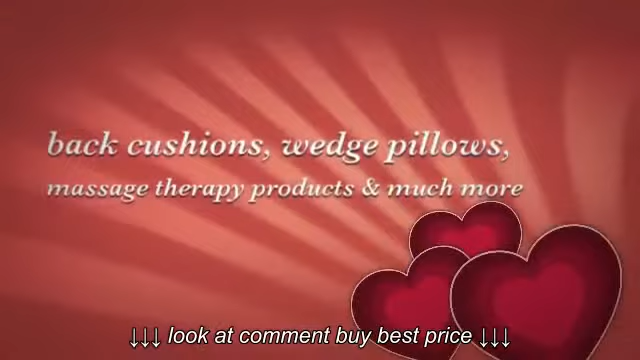 back cushions, wedge pillows,
massage therapy products & much more
↓↓↓ look at comment buy best price ↓↓↓